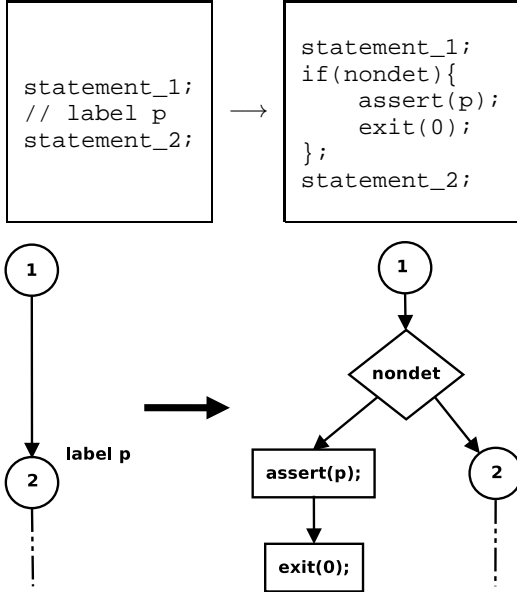 statement_1;
// label p
statement_2;
statement_1;
if(nondet){
    assert(p);
    exit(0);
};
statement_2;
1
label p
2
1
nondet
assert(p);
2
exit(0);